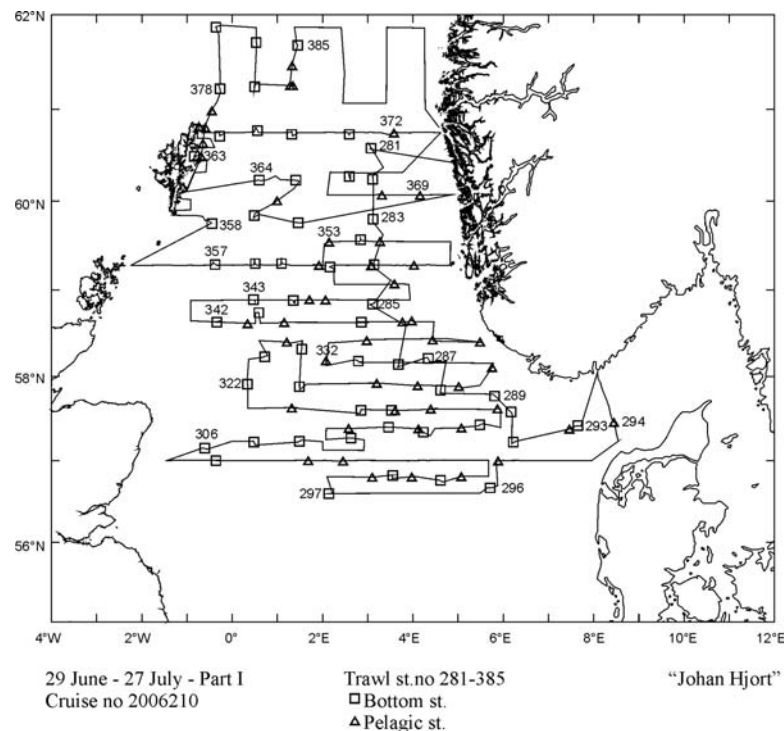 62°N
385
378
372
281
363
364
369
60°N
283
358
353
357
343
285
342
332
287
58°N
322
289
293
294
306
297
296
56°N
4°W
2°W
0°
2°E
4°E
6°E
8°E
10°E
12°E
29 June - 27 July - Part I
Trawl st.no 281-385
"Johan Hjort"
Cruise no 2006210
Bottom st.
Pelagic st.